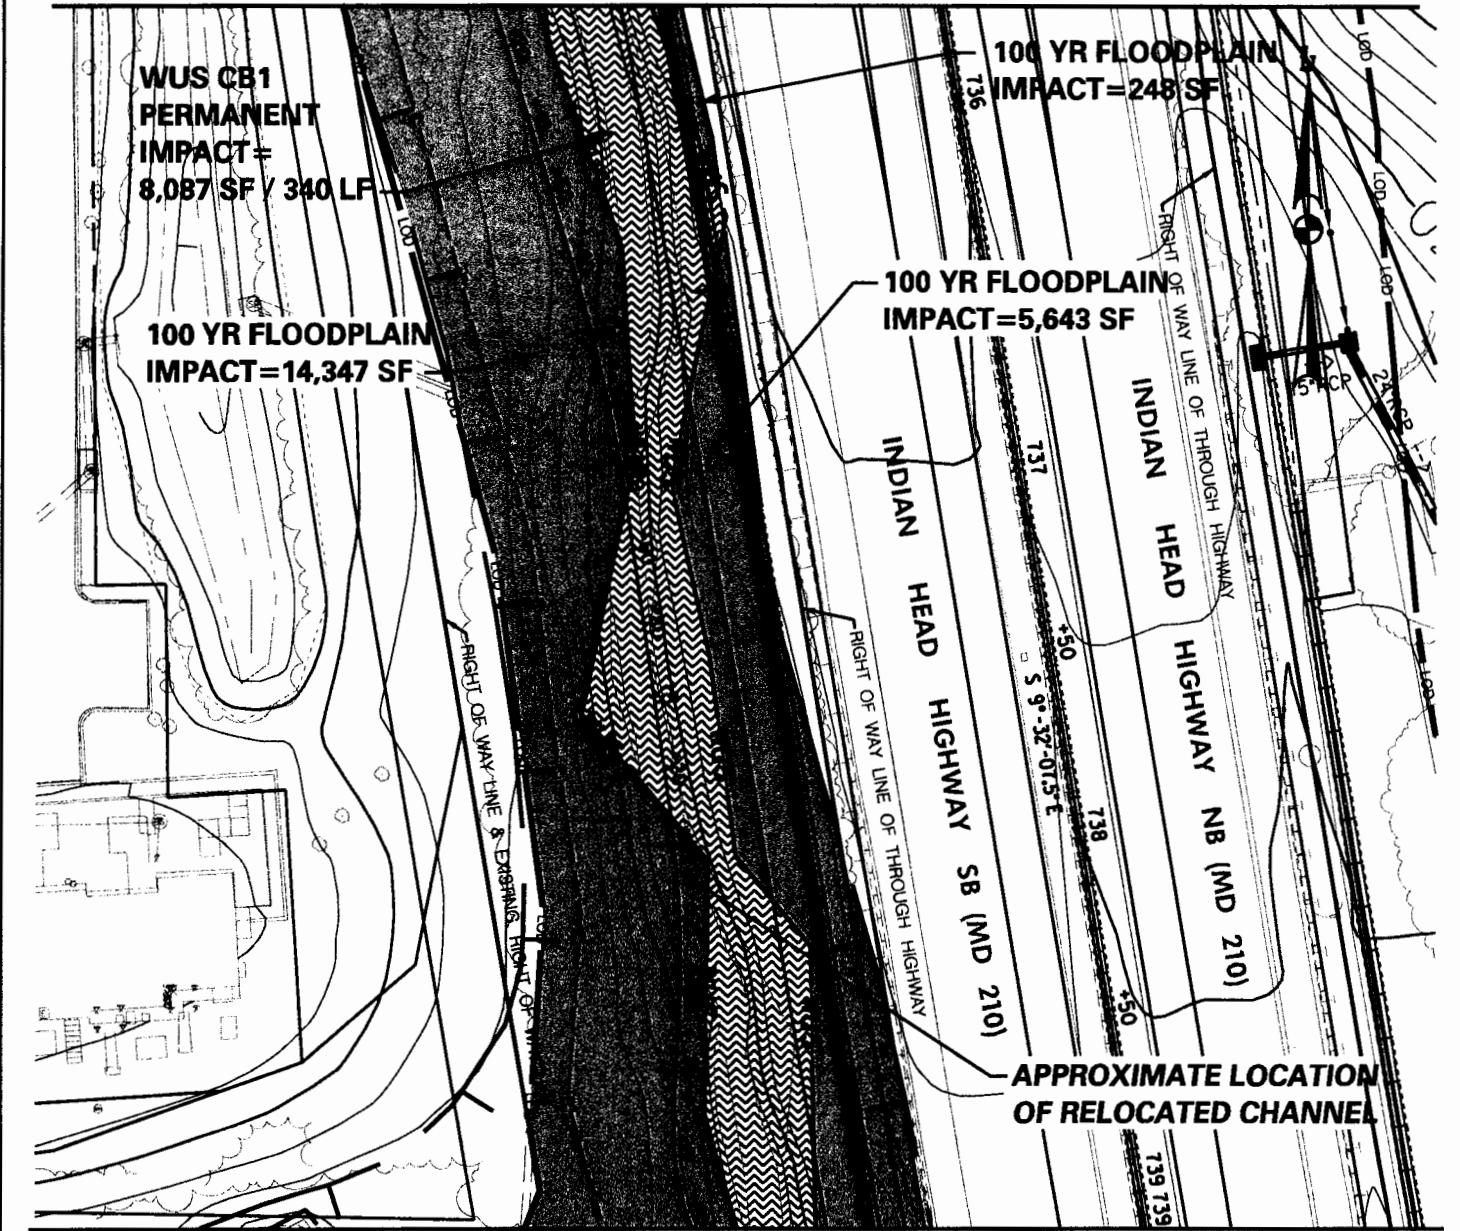 WUS CB1
PERMANENT
IMPACT=
8,087 SF / 340 LF
100 YR FLOODPLAIN
IMPACT=248 SF
100 YR FLOODPLAIN
IMPACT=5,643 SF
100 YR FLOODPLAIN
IMPACT=14,347 SF
736
737
+50
S 9°-32'-07.5" E
738
+50
739
739
LOD
LOD
LOD
LOD
LOD
LOD
LOD
RIGHT OF WAY LINE OF THROUGH HIGHWAY
INDIAN HEAD HIGHWAY NB (MD 210)
INDIAN HEAD HIGHWAY SB (MD 210)
RIGHT OF WAY LINE OF THROUGH HIGHWAY
RIGHT OF WAY LINE & EXISTING RIGHT OF
APPROXIMATE LOCATION
OF RELOCATED CHANNEL